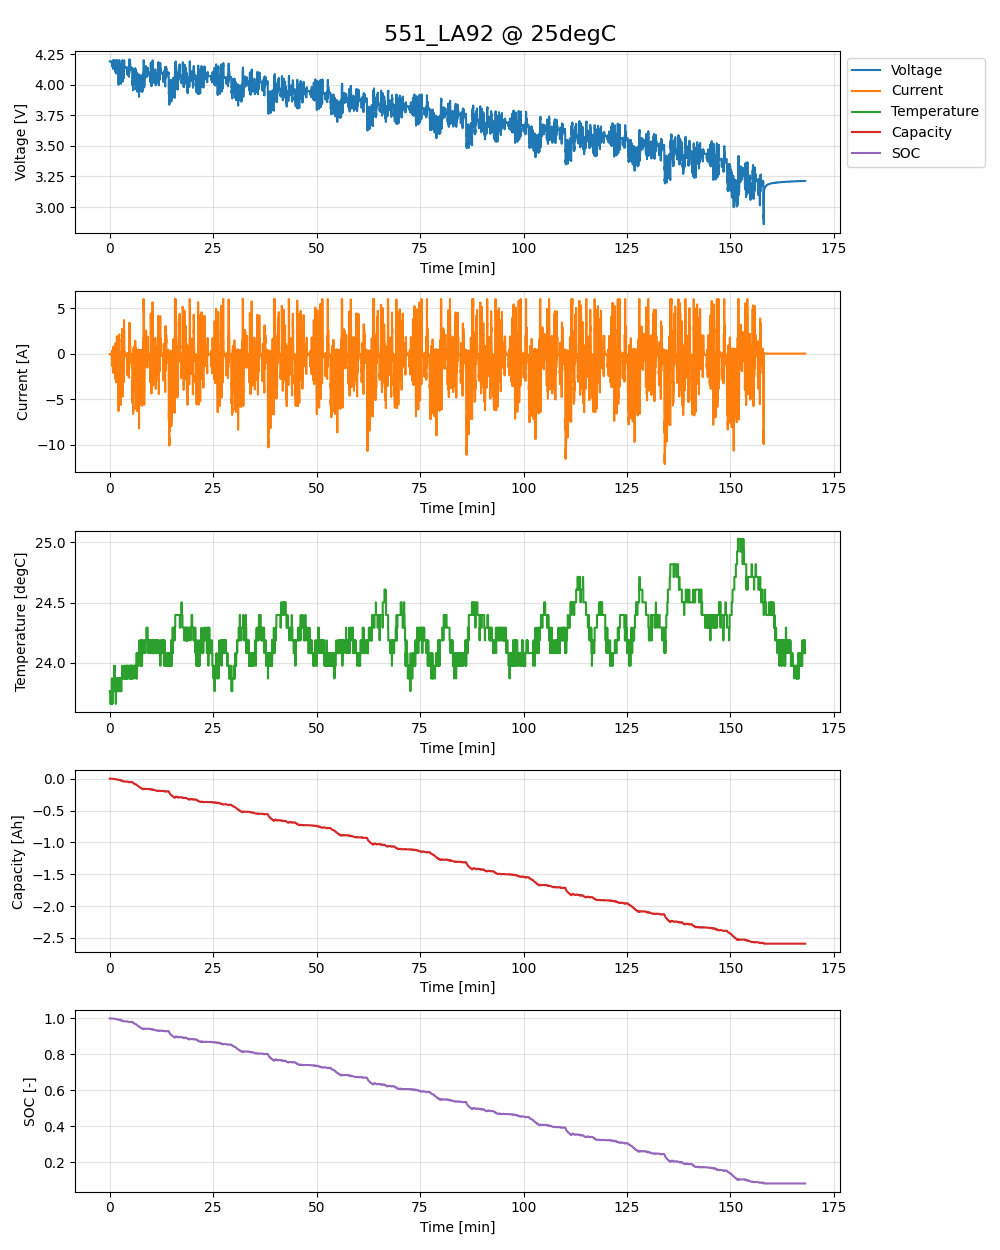 551_LA92 @ 25degC
Voltage
Current
Temperature
Capacity
SOC
Voltage [V]
4.25
4.00
3.75
3.50
3.25
3.00
0 25 50 75 100 125 150 175
Time [min]
Current [A]
5
0
−5
−10
0 25 50 75 100 125 150 175
Time [min]
Temperature [degC]
25.0
24.5
24.0
0 25 50 75 100 125 150 175
Time [min]
Capacity [Ah]
0.0
−0.5
−1.0
−1.5
−2.0
−2.5
0 25 50 75 100 125 150 175
Time [min]
SOC [-]
1.0
0.8
0.6
0.4
0.2
0 25 50 75 100 125 150 175
Time [min]